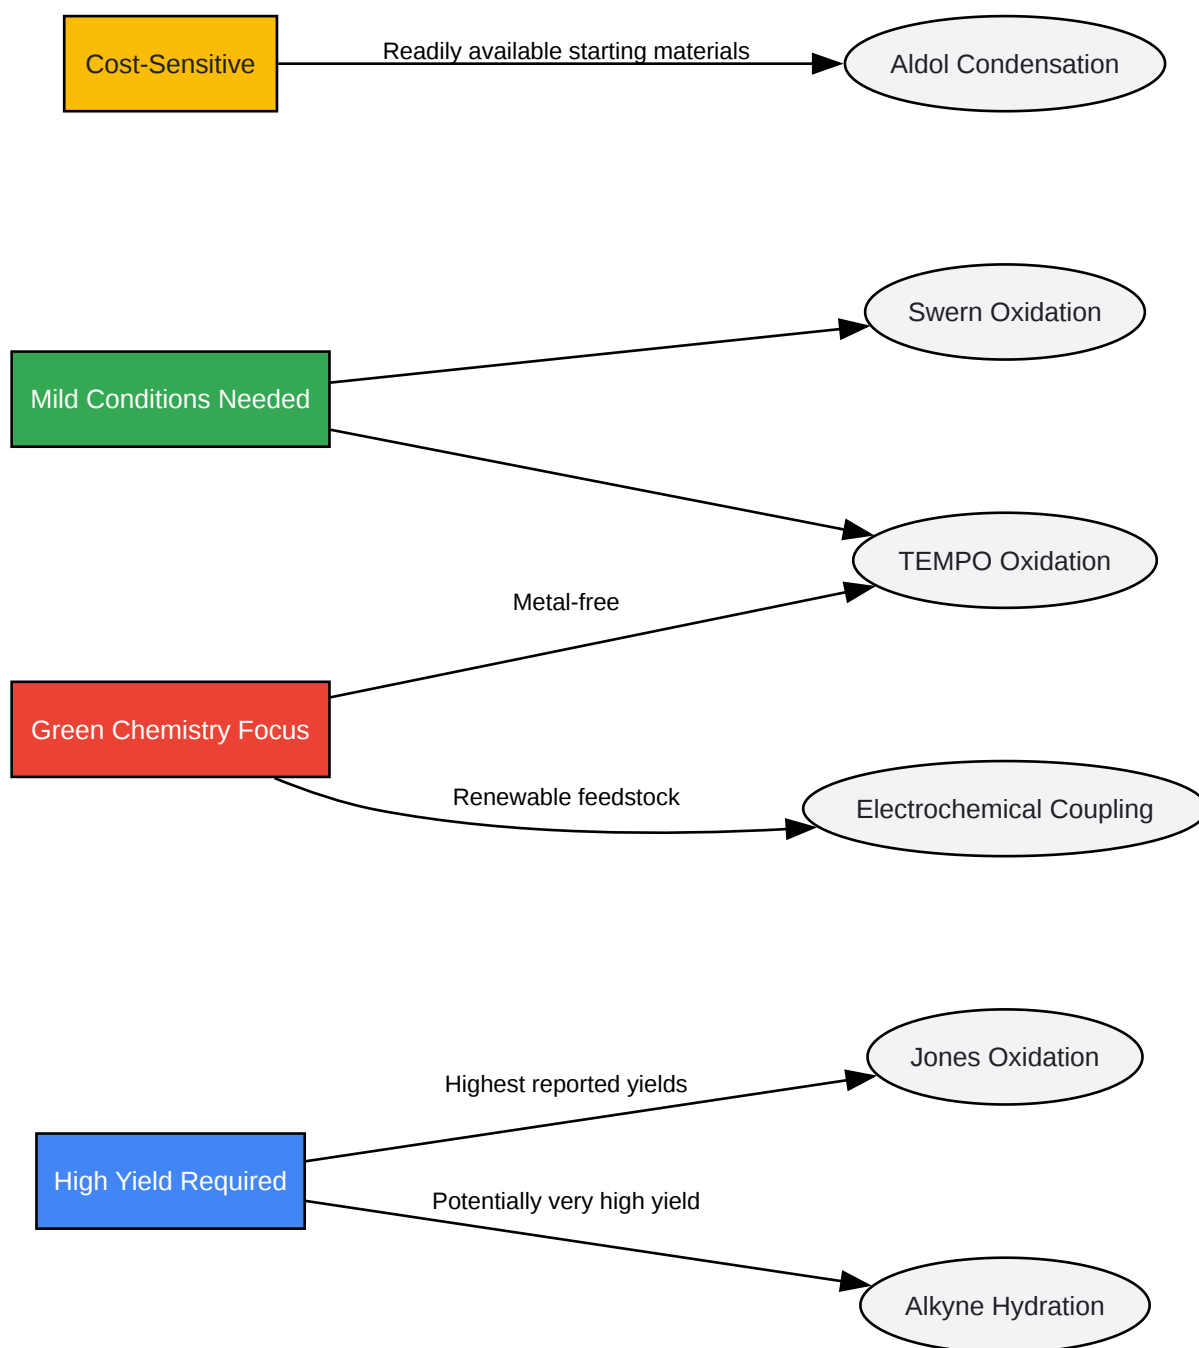 Cost-Sensitive
Readily available starting materials
Aldol Condensation
Swern Oxidation
Mild Conditions Needed
TEMPO Oxidation
Metal-free
Green Chemistry Focus
Renewable feedstock
Electrochemical Coupling
Jones Oxidation
Highest reported yields
High Yield Required
Potentially very high yield
Alkyne Hydration